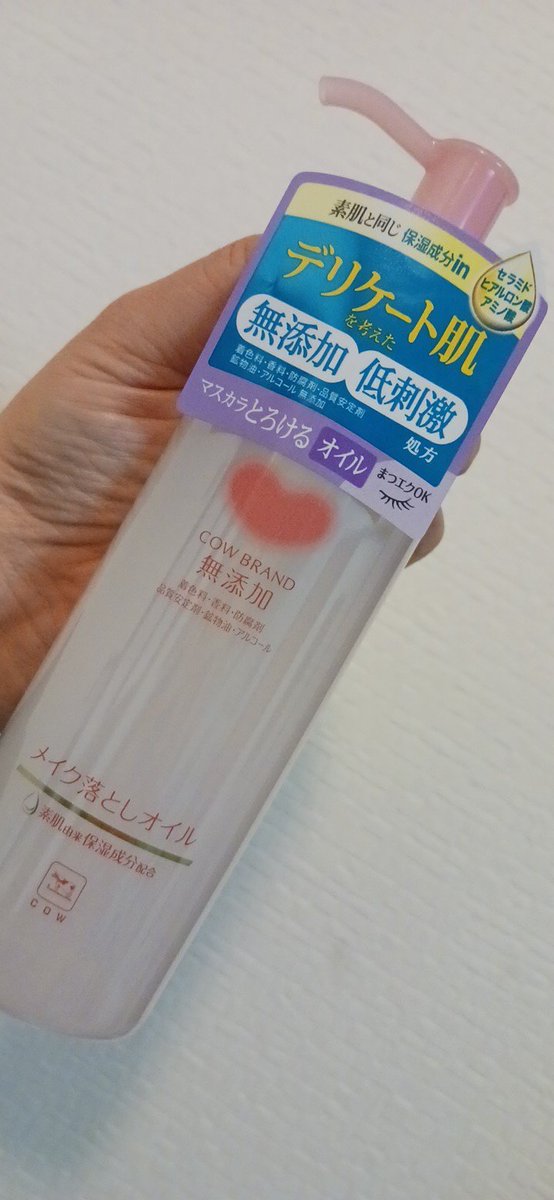 素肌と同じ 保湿成分in
セラミド
ヒアルロン酸
アミノ酸
デリケート肌
を考えた
無添加 低刺激
着色料・香料・防腐剤・品質安定剤
鉱物油・アルコール 無添加
処方
マスカラとろける オイル
まつエクOK
COW BRAND
無添加
着色料・香料・防腐剤
品質安定剤・鉱物油・アルコール
メイク落としオイル
素肌由来保湿成分配合
COW